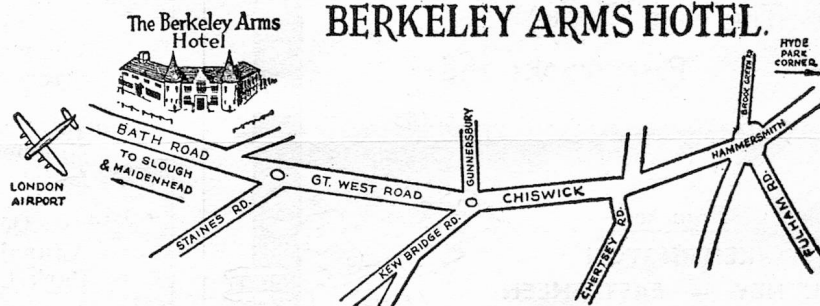 The Berkeley Arms
Hotel
BERKELEY ARMS HOTEL.
HYDE
PARK
CORNER
BROOK GREEN RD
LONDON
AIRPORT
BATH ROAD
TO SLOUGH
& MAIDENHEAD
STAINES RD.
GT. WEST ROAD
GUNNERSBURY
KEW BRIDGE RD.
CHISWICK
CHERTSEY RD.
HAMMERSMITH
FULHAM RD.